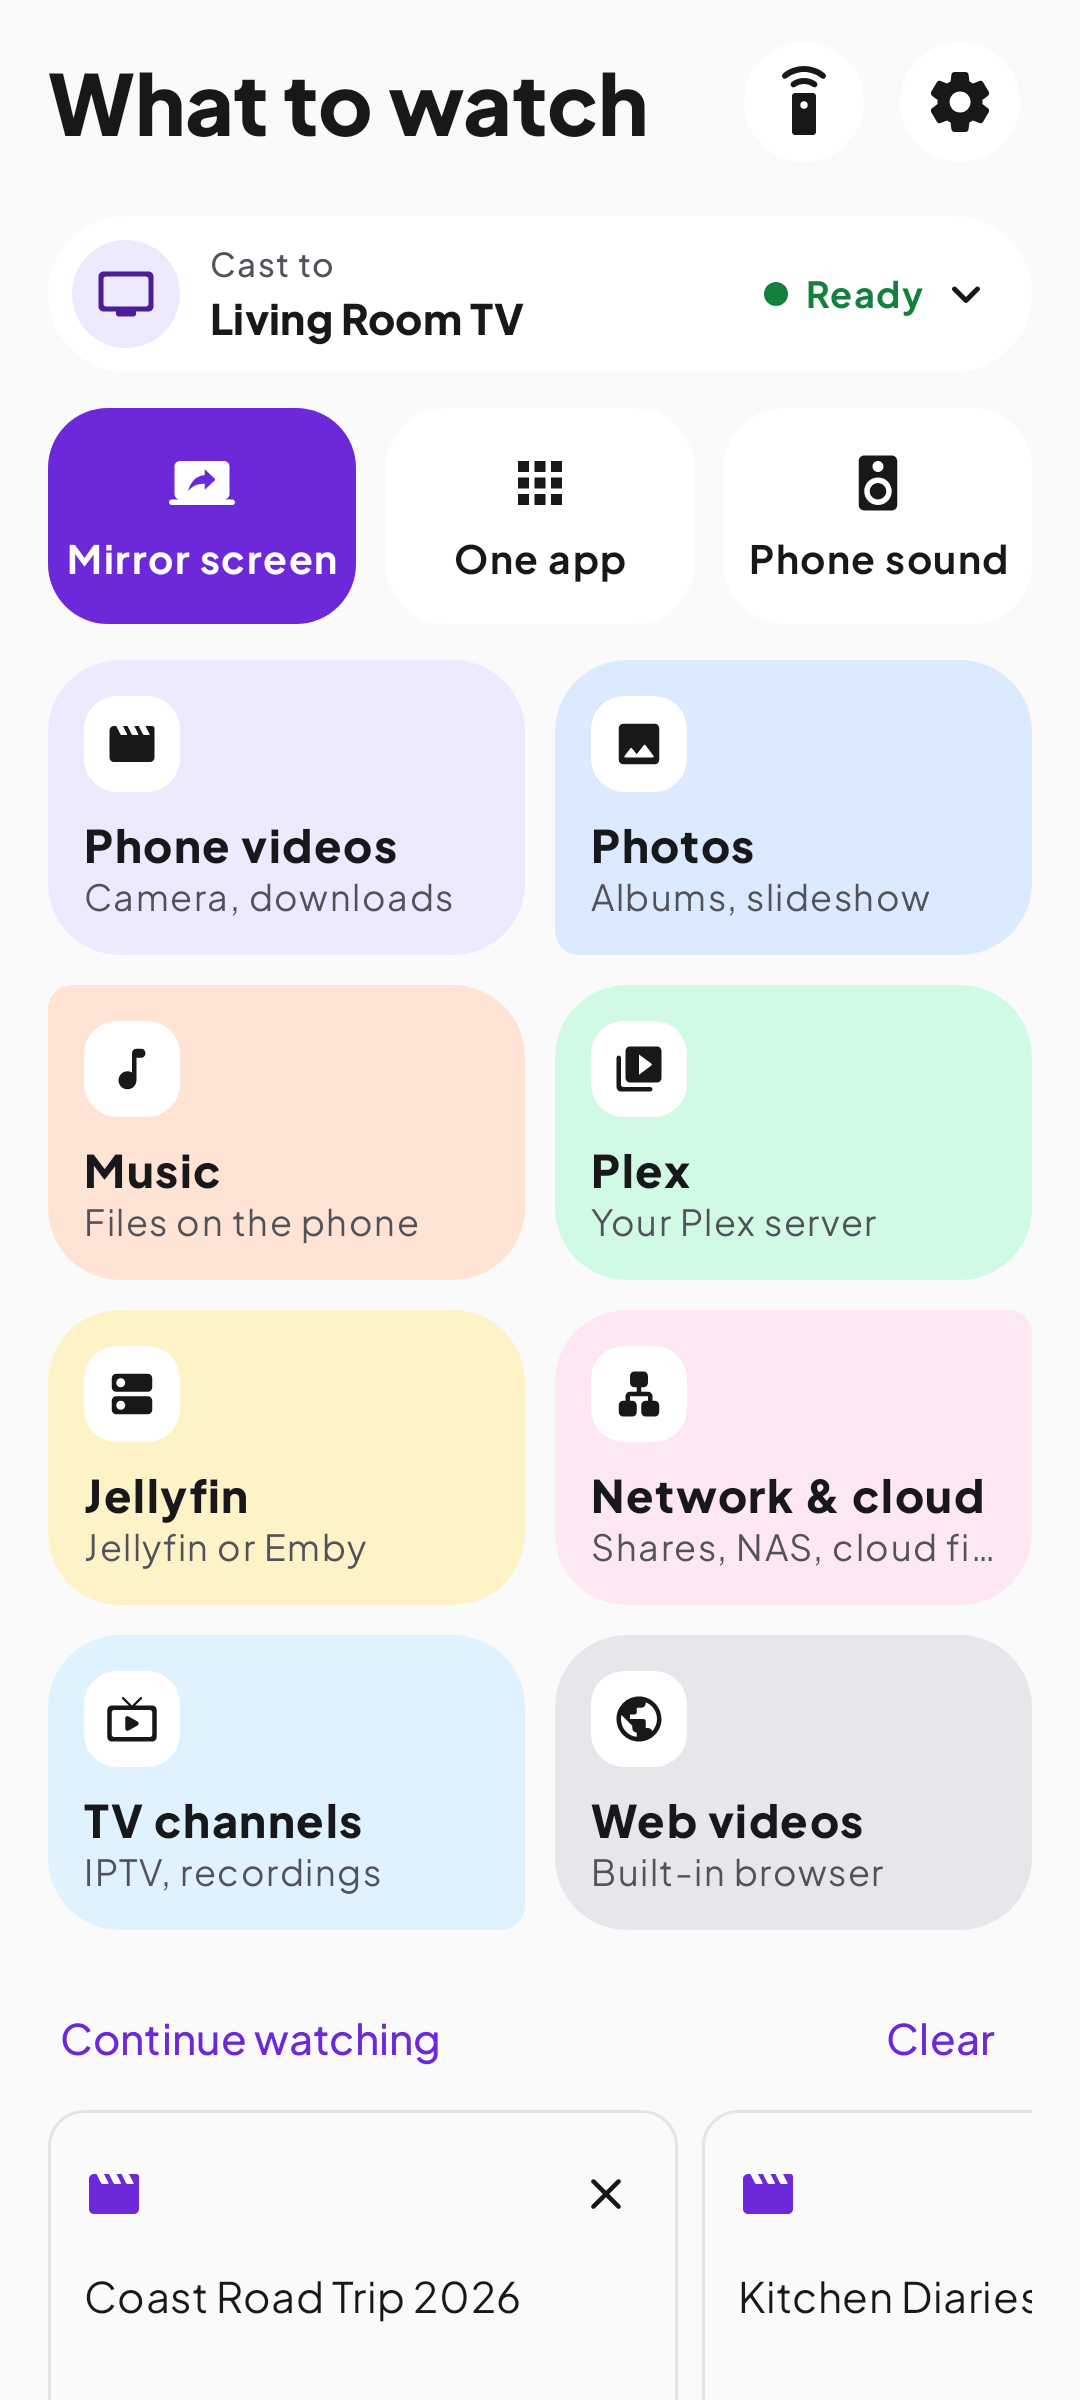 What to watch
Cast to
Living Room TV
Ready
Mirror screen
One app
Phone sound
Phone videos
Camera, downloads
Photos
Albums, slideshow
Music
Files on the phone
Plex
Your Plex server
Jellyfin
Jellyfin or Emby
Network & cloud
Shares, NAS, cloud fi…
TV channels
IPTV, recordings
Web videos
Built-in browser
Continue watching
Clear
Coast Road Trip 2026
Kitchen Diaries